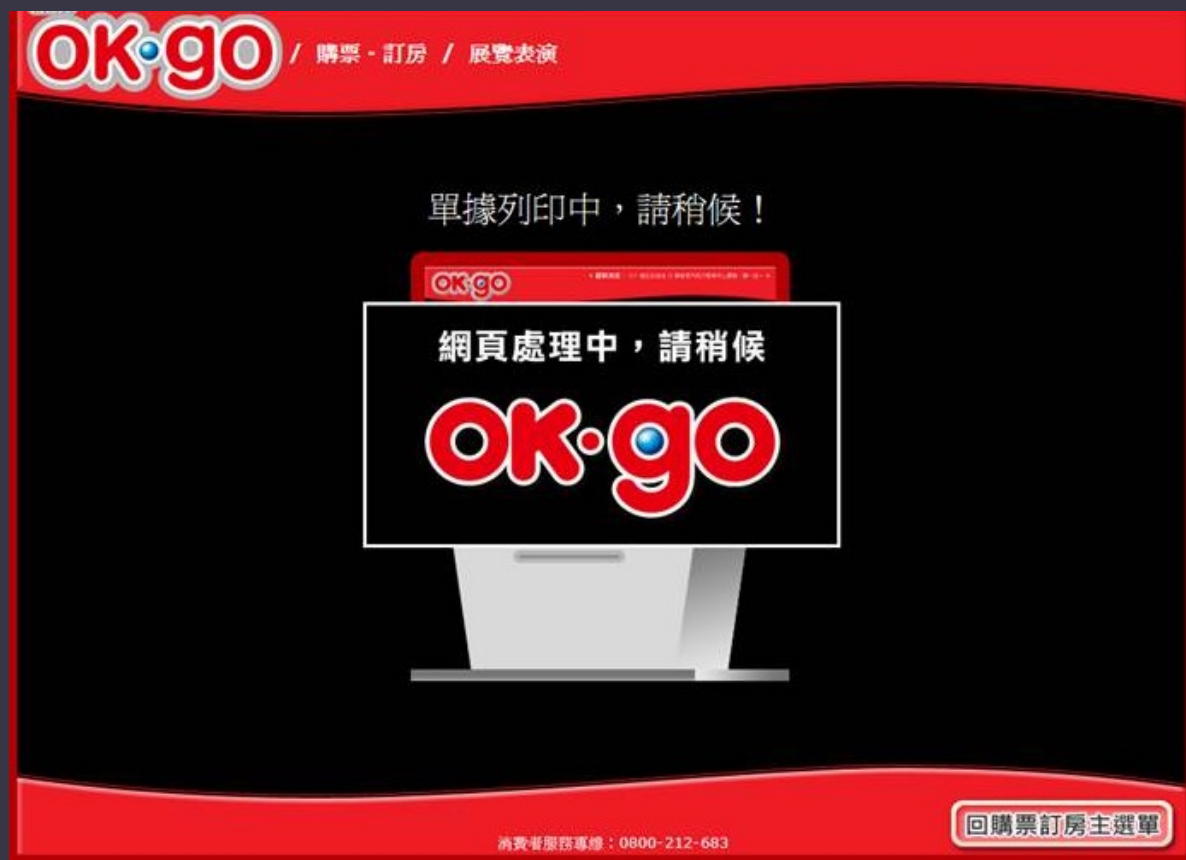 OK·go / 購票 - 訂房 / 展覽表演
單據列印中，請稍候！
OK·go
網頁處理中，請稍候
OK·go
回購票訂房主選單
消費者服務專線：0800-212-683